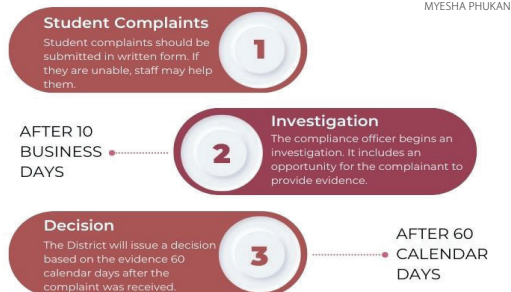 MYESHA PHUKAN
Student Complaints
Student complaints should be
submitted in written form. If
they are unable, staff may help
them.
1
AFTER 10
BUSINESS
DAYS
2
Investigation
The compliance officer begins an
investigation. It includes an
opportunity for the complainant to
provide evidence.
Decision
The District will issue a decision
based on the evidence 60
calendar days after the
complaint was received.
3
AFTER 60
CALENDAR
DAYS